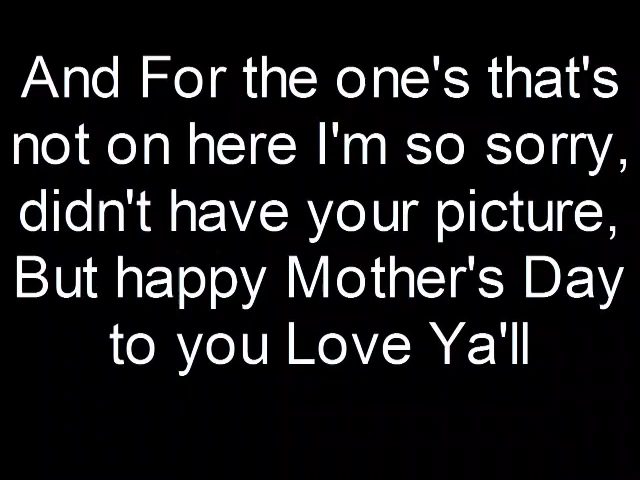 And For the one's that's
not on here I'm so sorry,
didn't have your picture,
But happy Mother's Day
to you Love Ya'll